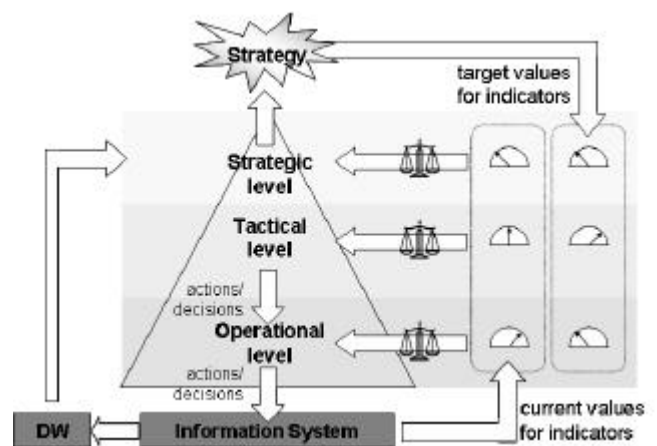 Strategy
target values
for indicators
Strategic
level
Tactical
level
actions/
decisions
Operational
level
actions/
decisions
DW
Information System
current values
for indicators